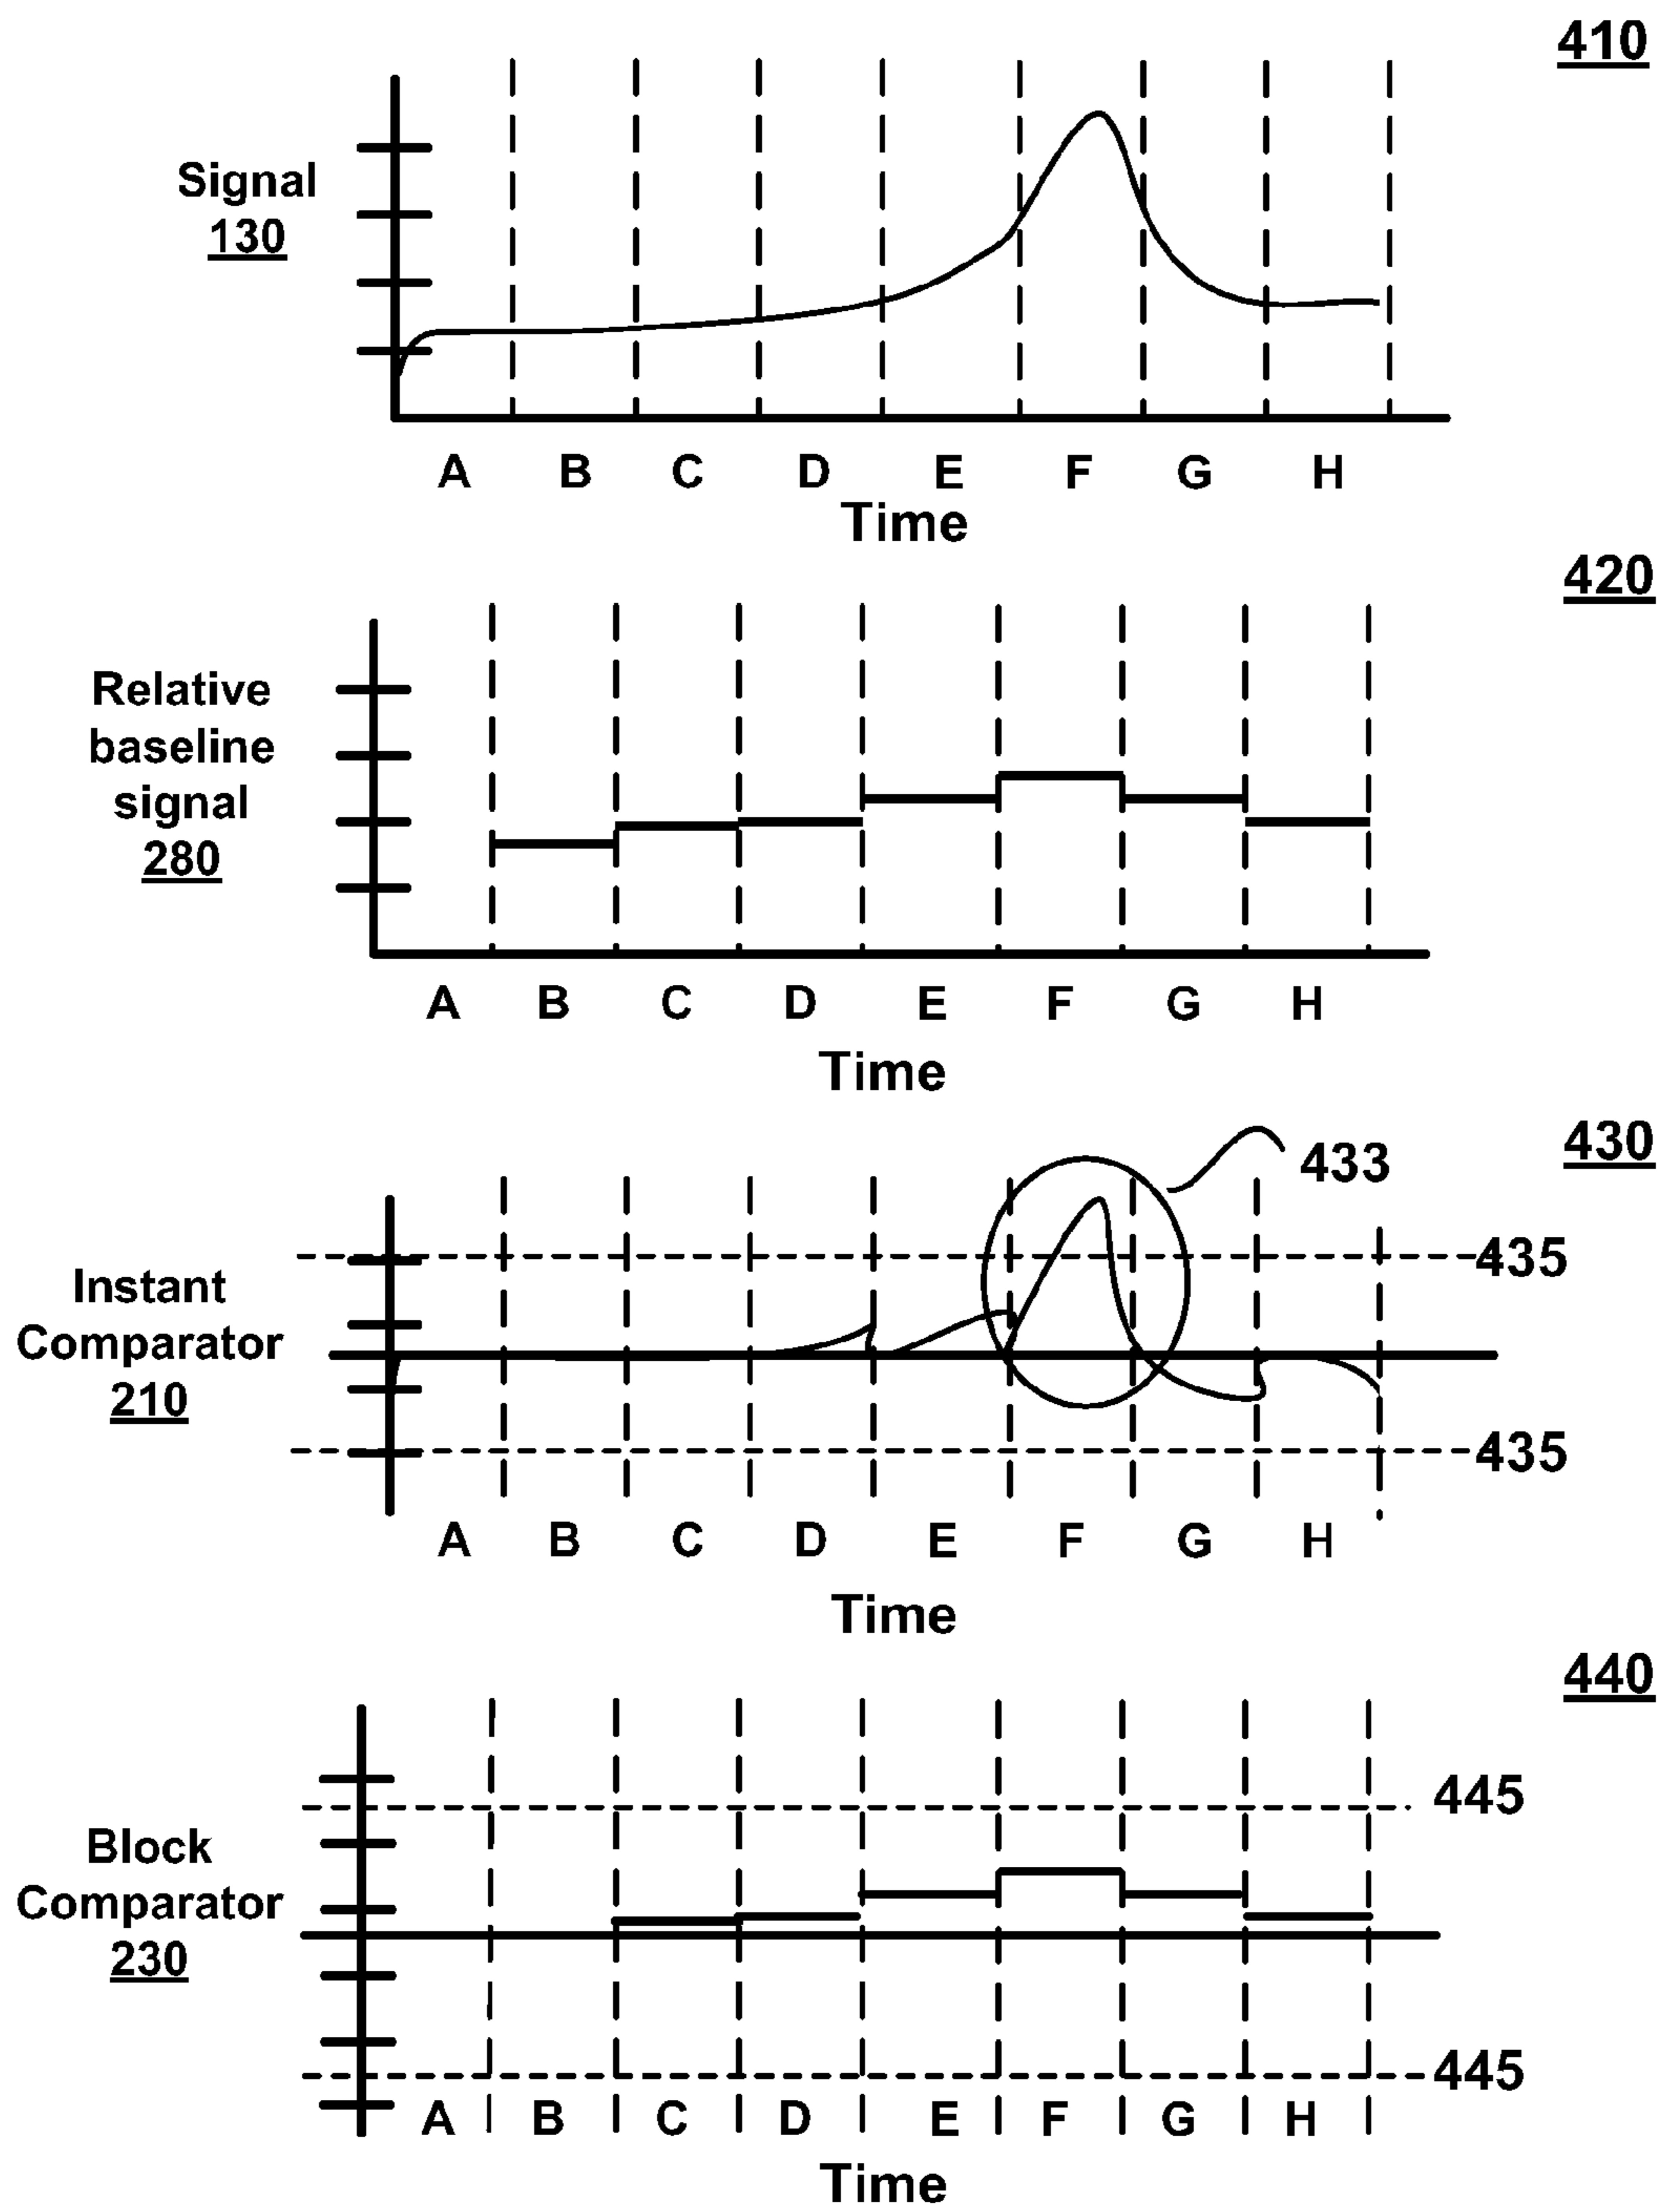 410
Signal
130
A B C D E F G H
Time
420
Relative
baseline
signal
280
A B C D E F G H
Time
430
433
435
Instant
Comparator
210
435
A B C D E F G H
Time
440
445
Block
Comparator
230
445
A B C D E F G H
Time